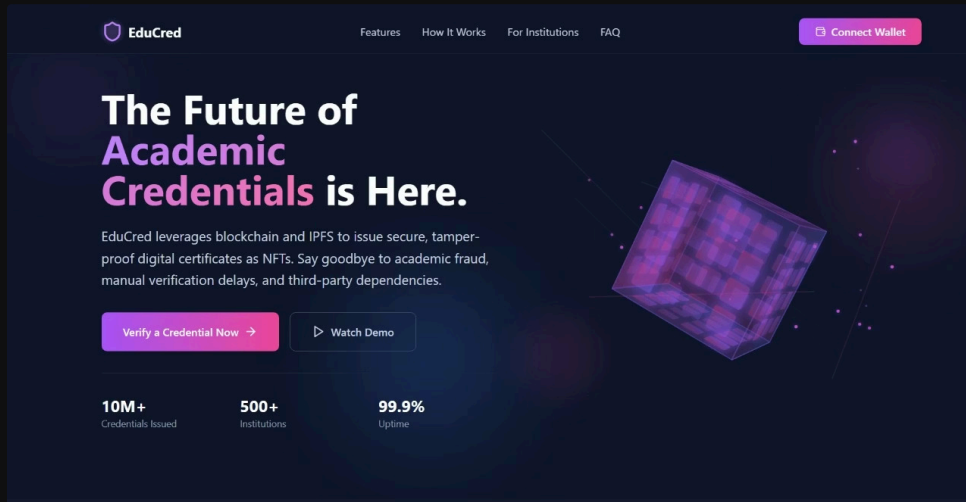 EduCred
Features How It Works For Institutions FAQ
Connect Wallet
The Future of
Academic
Credentials is Here.
EduCred leverages blockchain and IPFS to issue secure, tamper-
proof digital certificates as NFTs. Say goodbye to academic fraud,
manual verification delays, and third-party dependencies.
Verify a Credential Now
Watch Demo
10M+ 500+ 99.9%
Credentials Issued Institutions Uptime